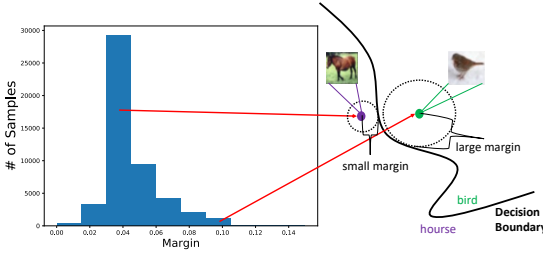 30000
25000
20000
15000
10000
5000
0
# of Samples
0.00 0.02 0.04 0.06 0.08 0.10 0.12 0.14
Margin
small margin
large margin
bird
hourse
Decision
Boundary